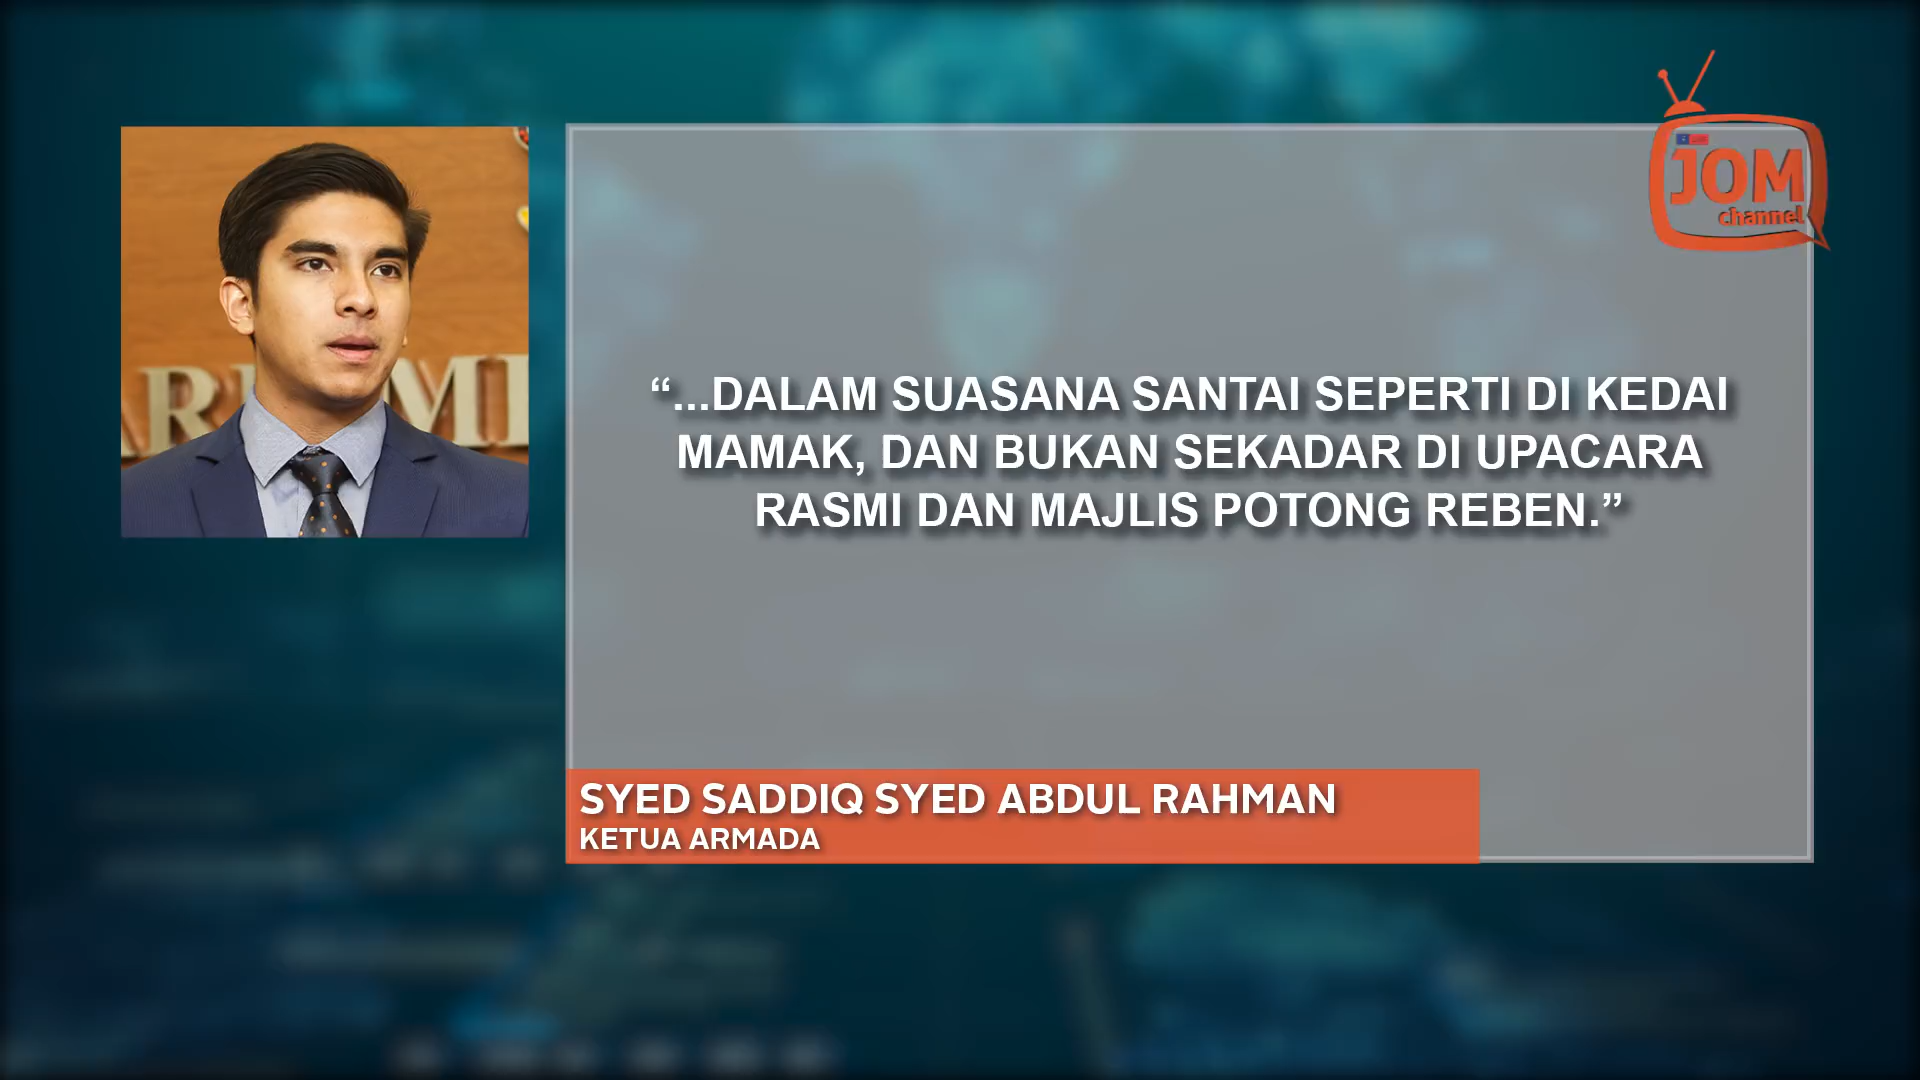 JOM
channel
“...DALAM SUASANA SANTAI SEPERTI DI KEDAI
MAMAK, DAN BUKAN SEKADAR DI UPACARA
RASMI DAN MAJLIS POTONG REBEN.”
SYED SADDIQ SYED ABDUL RAHMAN
KETUA ARMADA